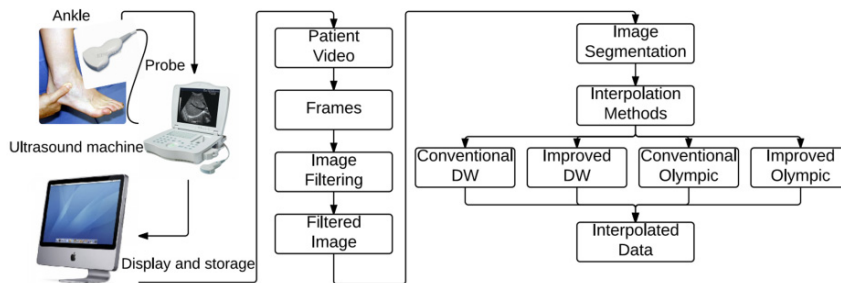 Ankle
Probe
Ultrasound machine
Display and storage
Patient
Video
Frames
Image
Filtering
Filtered
Image
Image
Segmentation
Interpolation
Methods
Conventional
DW
Improved
DW
Conventional
Olympic
Improved
Olympic
Interpolated
Data